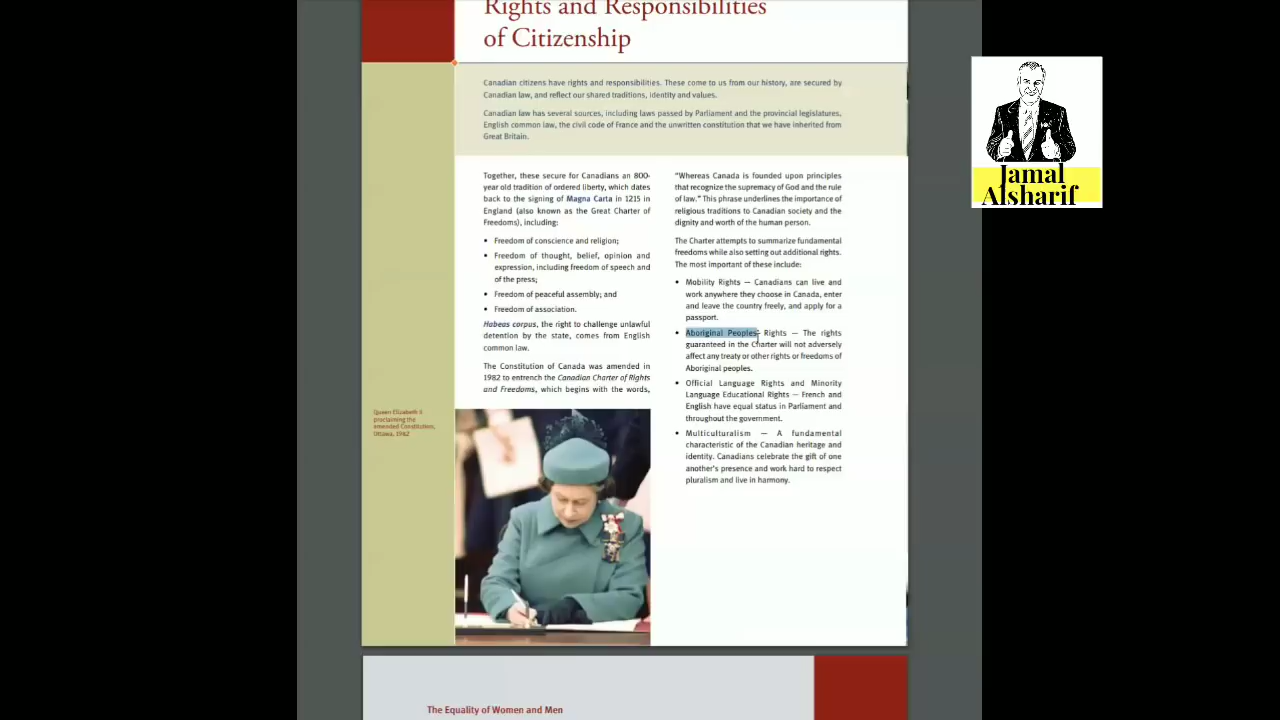 Rights and Responsibilities
of Citizenship
Canadian citizens have rights and responsibilities. These come to us from our history, are secured by
Canadian law, and reflect our shared traditions, identity and values.
Canadian law has several sources, including laws passed by Parliament and the provincial legislatures,
English common law, the civil code of France and the unwritten constitution that we have inherited from
Great Britain.
Together, these secure for Canadians an 800-
year old tradition of ordered liberty, which dates
back to the signing of Magna Carta in 1215 in
England (also known as the Great Charter of
Freedoms), including:
• Freedom of conscience and religion;
• Freedom of thought, belief, opinion and
expression, including freedom of speech and
of the press;
• Freedom of peaceful assembly; and
• Freedom of association.
Habeas corpus, the right to challenge unlawful
detention by the state, comes from English
common law.
The Constitution of Canada was amended in
1982 to entrench the Canadian Charter of Rights
and Freedoms, which begins with the words,
"Whereas Canada is founded upon principles
that recognize the supremacy of God and the rule
of law." This phrase underlines the importance of
religious traditions to Canadian society and the
dignity and worth of the human person.
The Charter attempts to summarize fundamental
freedoms while also setting out additional rights.
The most important of these include:
• Mobility Rights — Canadians can live and
work anywhere they choose in Canada, enter
and leave the country freely, and apply for a
passport.
• Aboriginal Peoples' Rights — The rights
guaranteed in the Charter will not adversely
affect any treaty or other rights or freedoms of
Aboriginal peoples.
• Official Language Rights and Minority
Language Educational Rights — French and
English have equal status in Parliament and
throughout the government.
• Multiculturalism — A fundamental
characteristic of the Canadian heritage and
identity. Canadians celebrate the gift of one
another's presence and work hard to respect
pluralism and live in harmony.
Queen Elizabeth II
proclaiming the
amended Constitution,
Ottawa, 1982
The Equality of Women and Men
Jamal
Alsharif